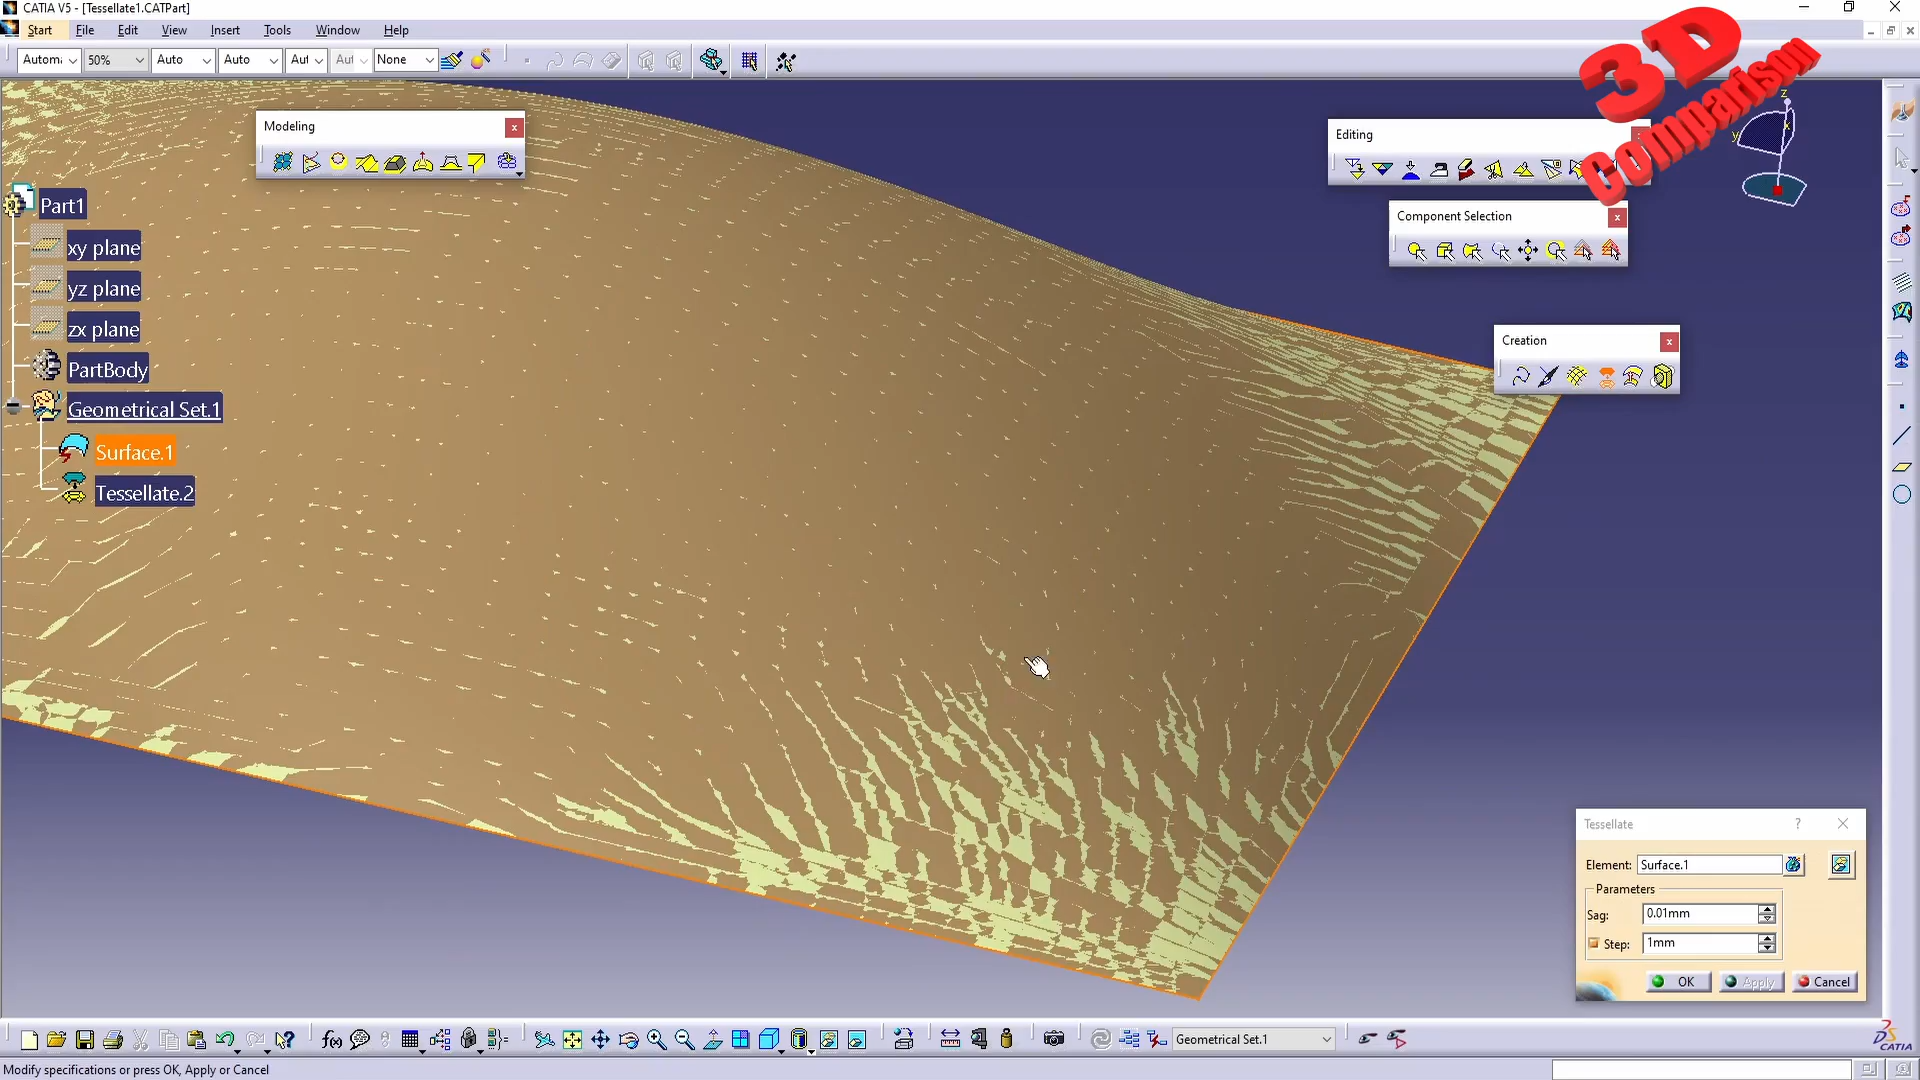 CATIA V5 - [Tessellate1.CATPart]
Start File Edit View Insert Tools Window Help
Autom 50% Auto Auto Aut Aut None
3D
Comparison
z
y
x
Modeling
Editing
Component Selection
Creation
Part1
xy plane
yz plane
zx plane
PartBody
Geometrical Set.1
Surface.1
Tessellate.2
Tessellate ?
Element: Surface.1
Parameters
Sag: 0.01mm
Step: 1mm
OK Apply Cancel
f(x)
Geometrical Set.1
CATIA
Modify specifications or press OK, Apply or Cancel